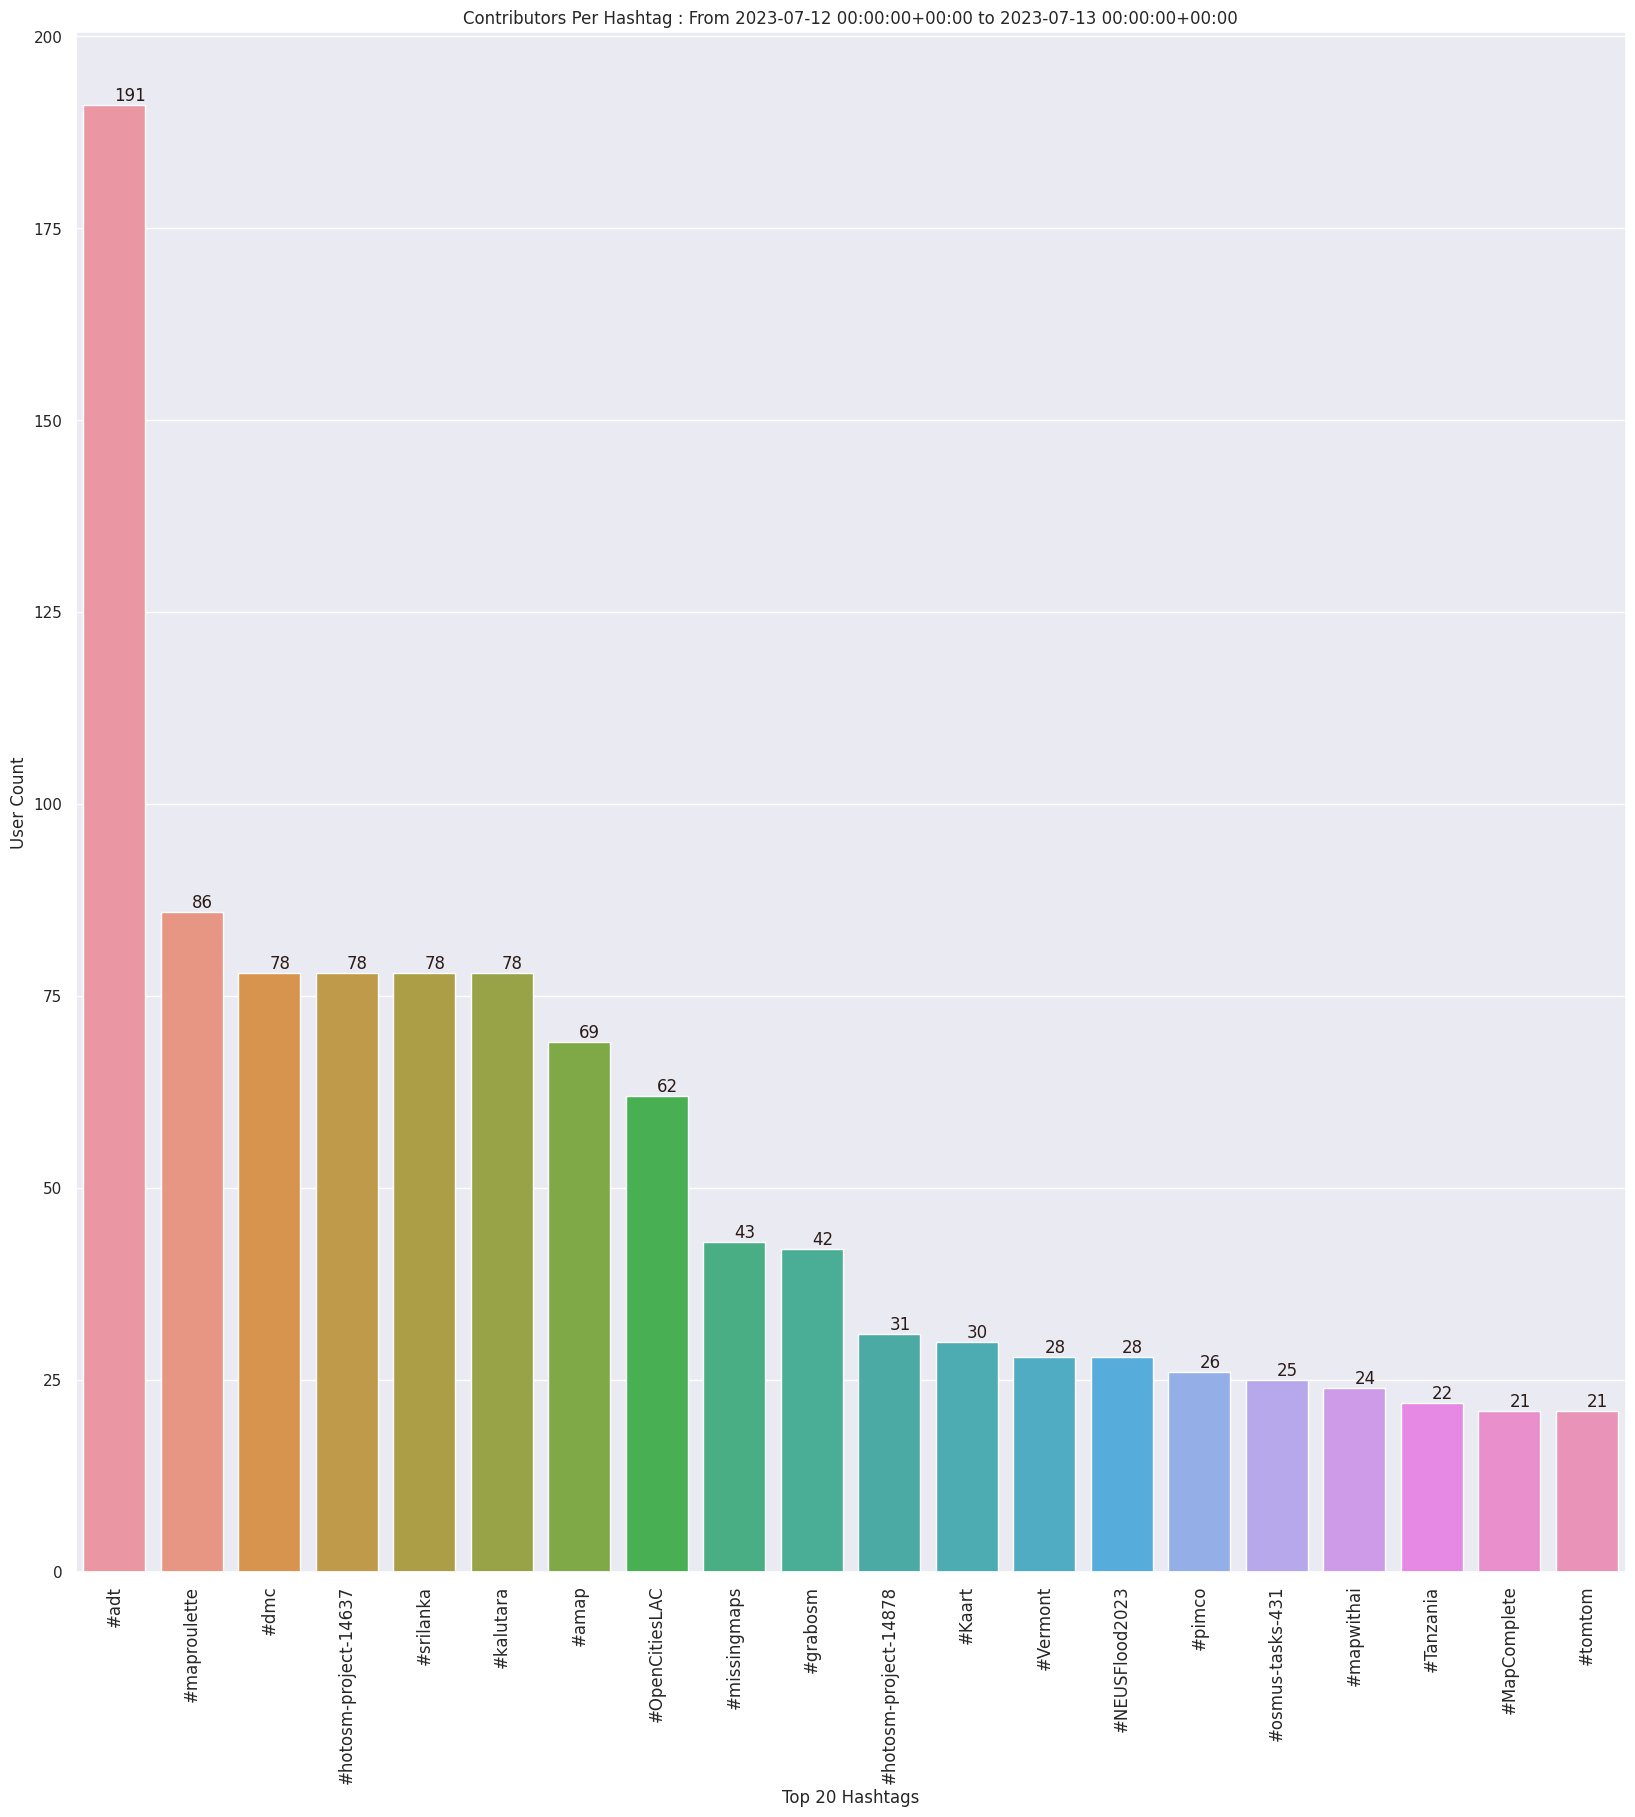 Contributors Per Hashtag : From 2023-07-12 00:00:00+00:00 to 2023-07-13 00:00:00+00:00
User Count
200
175
150
125
100
75
50
25
0
191
86
78
78
78
78
69
62
43
42
31
30
28
28
26
25
24
22
21
21
#adt
#maproulette
#dmc
#hotosm-project-14637
#srilanka
#kalutara
#amap
#OpenCitiesLAC
#missingmaps
#grabosm
#hotosm-project-14878
#Kaart
#Vermont
#NEUSFlood2023
#pimco
#osmus-tasks-431
#mapwithai
#Tanzania
#MapComplete
#tomtom
Top 20 Hashtags